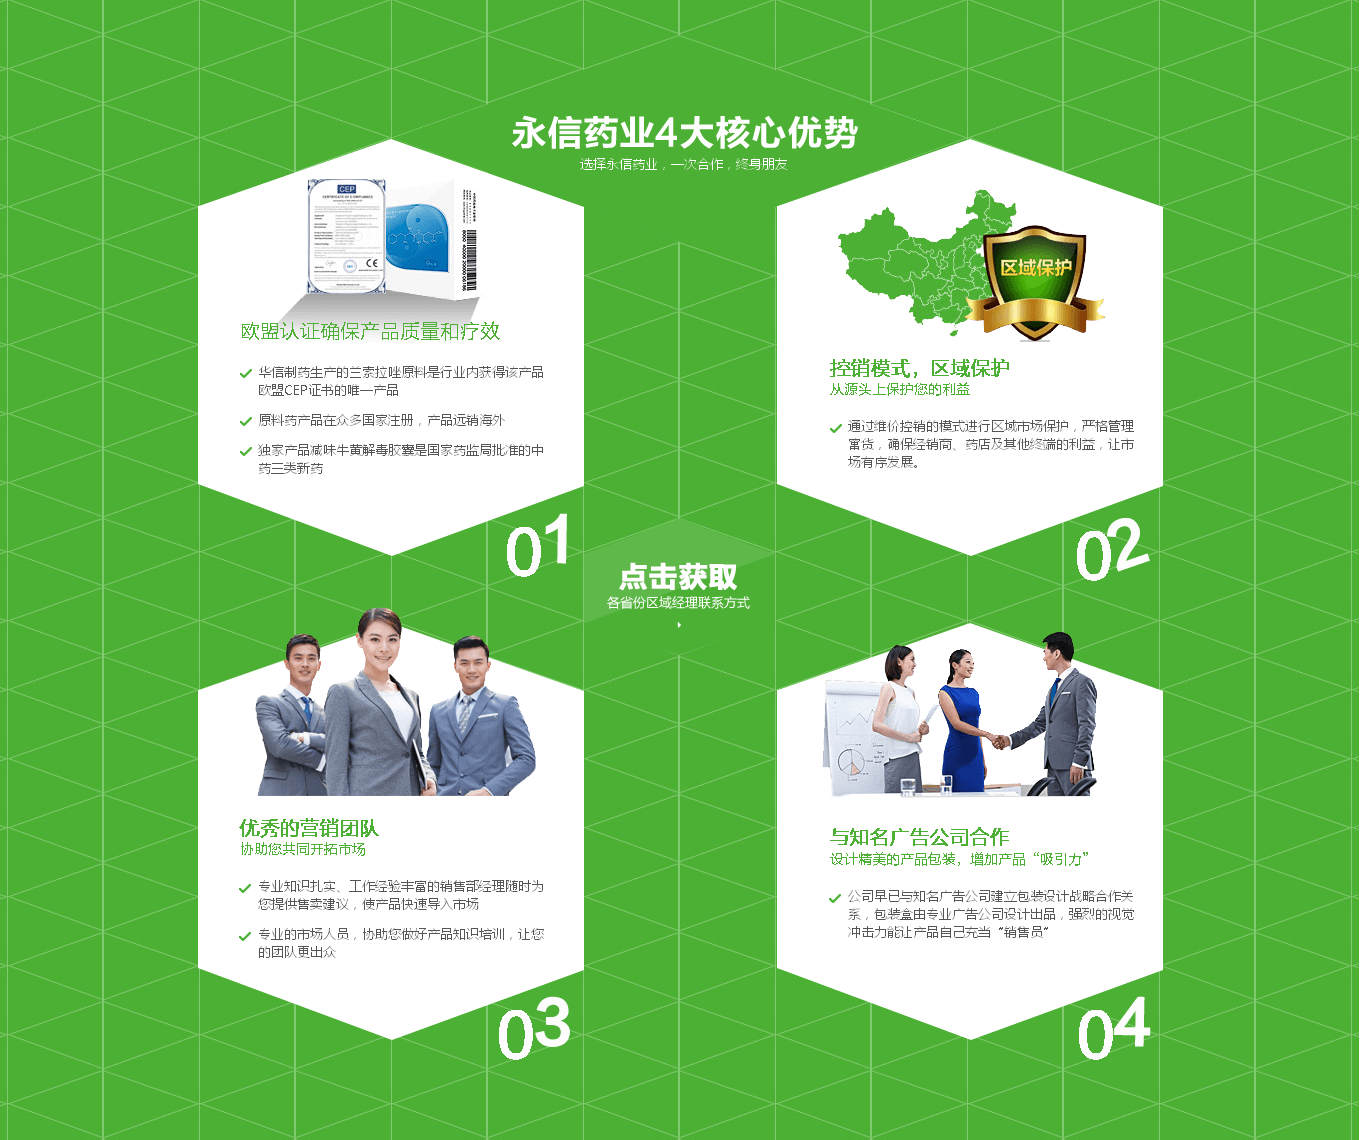 永信药业4大核心优势
选择永信药业，一次合作，终身朋友
CEP
CERTIFICATE OF COMPLIANCE
CE
欧盟认证确保产品质量和疗效
华信制药生产的兰索拉唑原料是行业内获得该产品
欧盟CEP证书的唯一产品
原料药产品在众多国家注册，产品远销海外
独家产品减味牛黄解毒胶囊是国家药监局批准的中
药三类新药
01
区域保护
控销模式，区域保护
从源头上保护您的利益
通过维价控销的模式进行区域市场保护，严格管理
窜货，确保经销商、药店及其他终端的利益，让市
场有序发展。
02
点击获取
各省份区域经理联系方式
优秀的营销团队
协助您共同开拓市场
专业知识扎实、工作经验丰富的销售部经理随时为
您提供售卖建议，使产品快速导入市场
专业的市场人员，协助您做好产品知识培训，让您
的团队更出众
03
与知名广告公司合作
设计精美的产品包装，增加产品“吸引力”
公司早已与知名广告公司建立包装设计战略合作关
系，包装盒由专业广告公司设计出品，强烈的视觉
冲击力能让产品自己充当“销售员”
04